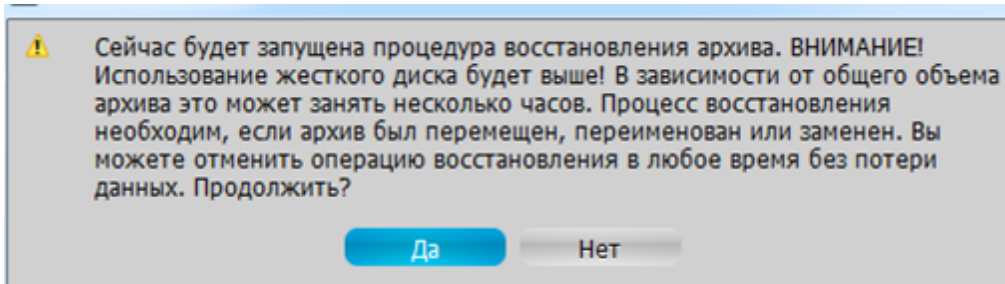 Сейчас будет запущена процедура восстановления архива. ВНИМАНИЕ!
Использование жесткого диска будет выше! В зависимости от общего объема
архива это может занять несколько часов. Процесс восстановления
необходим, если архив был перемещен, переименован или заменен. Вы
можете отменить операцию восстановления в любое время без потери
данных. Продолжить?
Да Нет